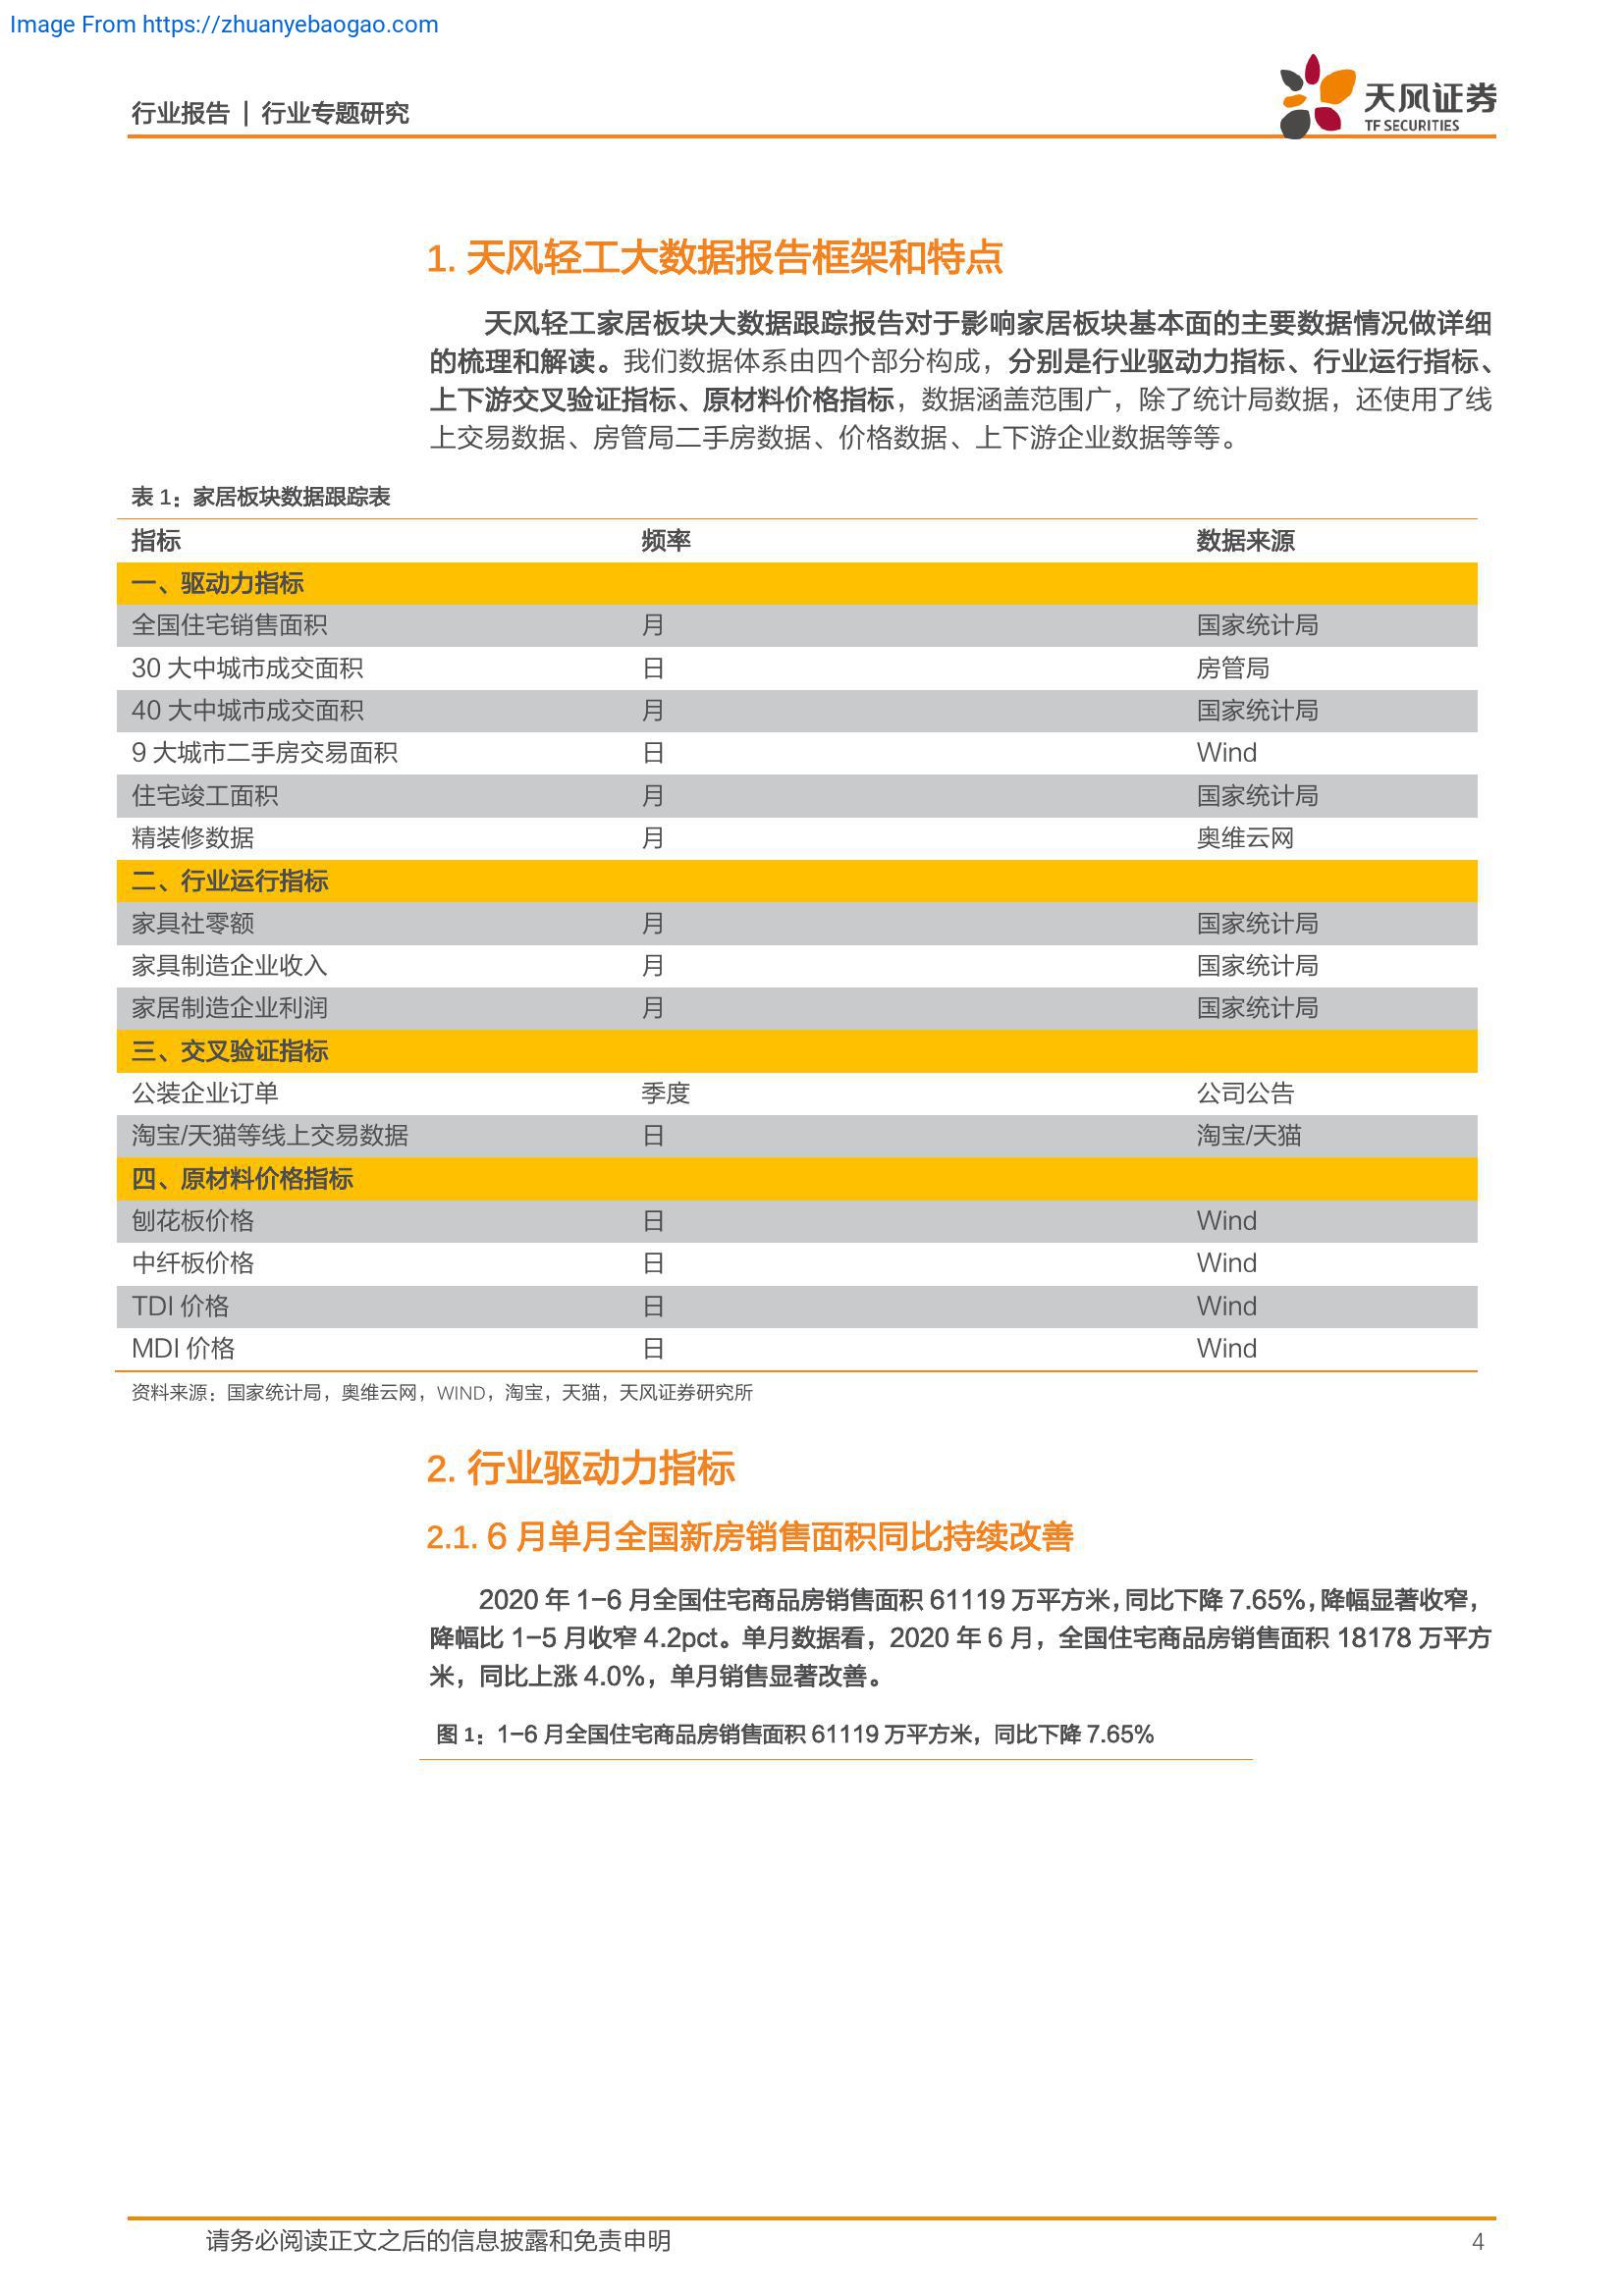 Image From https://zhuanyebaogao.com
行业报告 | 行业专题研究
天风证券
TF SECURITIES
1. 天风轻工大数据报告框架和特点
天风轻工家居板块大数据跟踪报告对于影响家居板块基本面的主要数据情况做详细
的梳理和解读。我们数据体系由四个部分构成，分别是行业驱动力指标、行业运行指标、
上下游交叉验证指标、原材料价格指标，数据涵盖范围广，除了统计局数据，还使用了线
上交易数据、房管局二手房数据、价格数据、上下游企业数据等等。
表 1：家居板块数据跟踪表
指标 频率 数据来源
一、驱动力指标
全国住宅销售面积 月 国家统计局
30 大中城市成交面积 日 房管局
40 大中城市成交面积 月 国家统计局
9 大城市二手房交易面积 日 Wind
住宅竣工面积 月 国家统计局
精装修数据 月 奥维云网
二、行业运行指标
家具社零额 月 国家统计局
家具制造企业收入 月 国家统计局
家居制造企业利润 月 国家统计局
三、交叉验证指标
公装企业订单 季度 公司公告
淘宝/天猫等线上交易数据 日 淘宝/天猫
四、原材料价格指标
刨花板价格 日 Wind
中纤板价格 日 Wind
TDI 价格 日 Wind
MDI 价格 日 Wind
资料来源：国家统计局，奥维云网，WIND，淘宝，天猫，天风证券研究所
2. 行业驱动力指标
2.1. 6 月单月全国新房销售面积同比持续改善
2020 年 1-6 月全国住宅商品房销售面积 61119 万平方米，同比下降 7.65%，降幅显著收窄，
降幅比 1-5 月收窄 4.2pct。单月数据看，2020 年 6 月，全国住宅商品房销售面积 18178 万平方
米，同比上涨 4.0%，单月销售显著改善。
图 1：1-6 月全国住宅商品房销售面积 61119 万平方米，同比下降 7.65%
请务必阅读正文之后的信息披露和免责申明 4